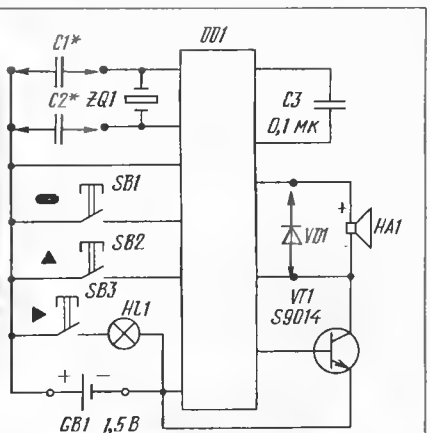 C1*
DD1
C2*
ZQ1
C3
0,1 мк
SB1
+
HA1
VD1
SB2
SB3
HL1
VT1
S9014
+ −
GB1 1,5 В